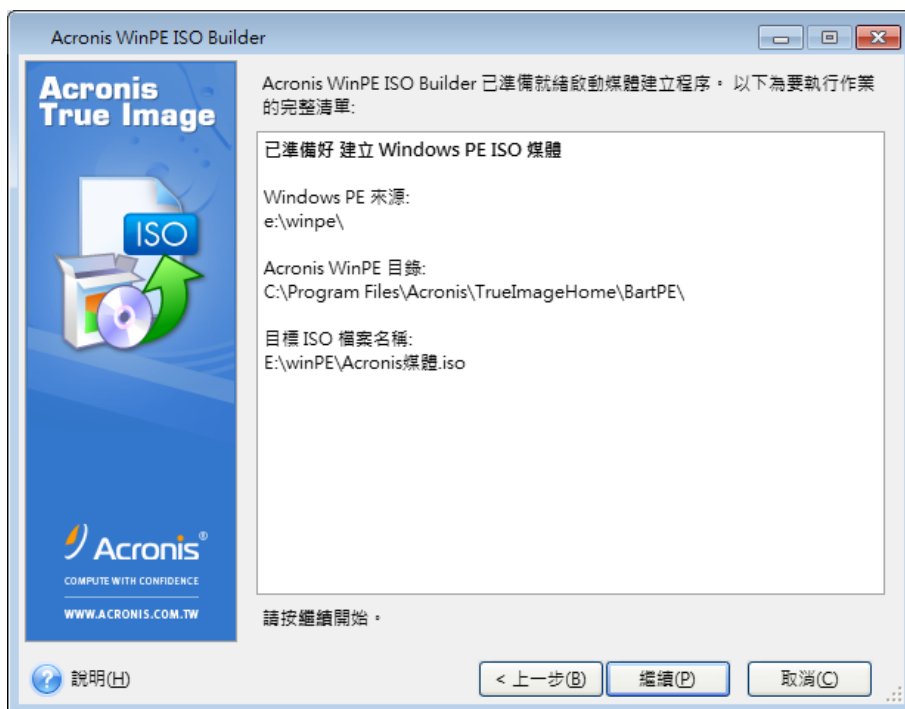 Acronis WinPE ISO Builder
Acronis
True Image
ISO
Acronis®
COMPUTE WITH CONFIDENCE
WWW.ACRONIS.COM.TW
Acronis WinPE ISO Builder 已準備就緒啟動媒體建立程序。 以下為要執行作業
的完整清單:
已準備好 建立 Windows PE ISO 媒體
Windows PE 來源:
e:\winpe\
Acronis WinPE 目錄:
C:\Program Files\Acronis\TrueImageHome\BartPE\
目標 ISO 檔案名稱:
E:\winPE\Acronis媒體.iso
請按繼續開始。
說明(H)
< 上一步(B)
繼續(P)
取消(C)